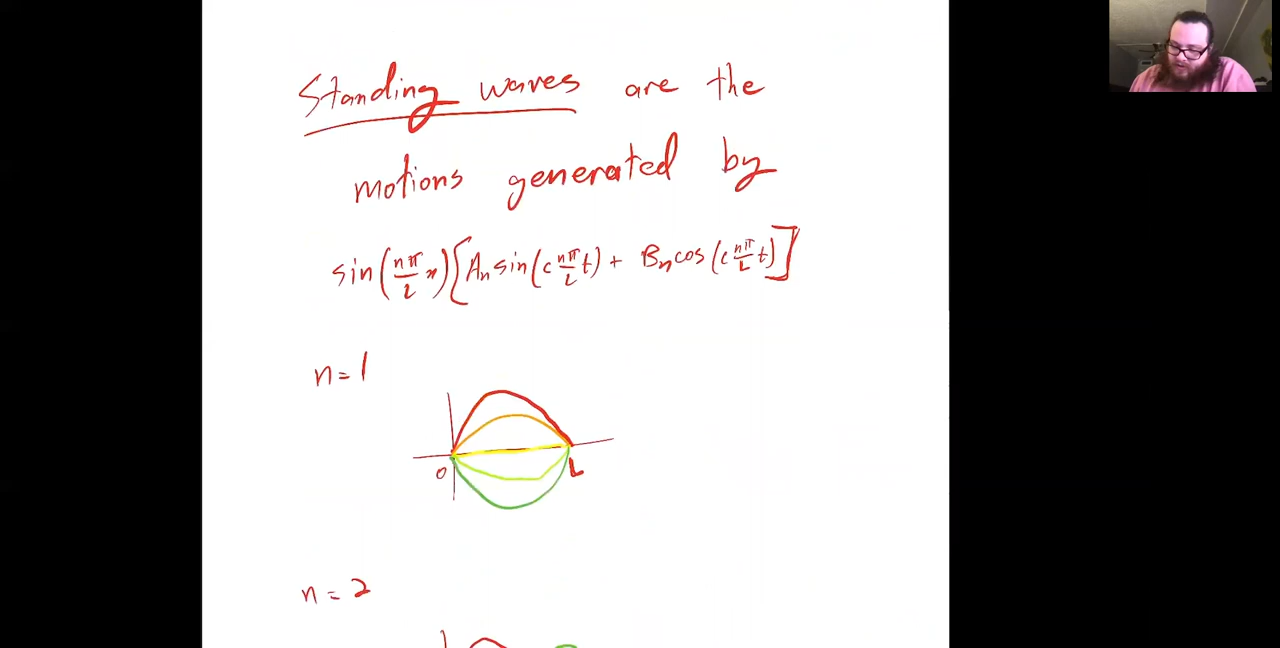 Standing waves are the
motions generated by
sin(nπ/L x)[Aₙ sin(c nπ/L t) + Bₙ cos(c nπ/L t)]
n=1
0 L
n=2